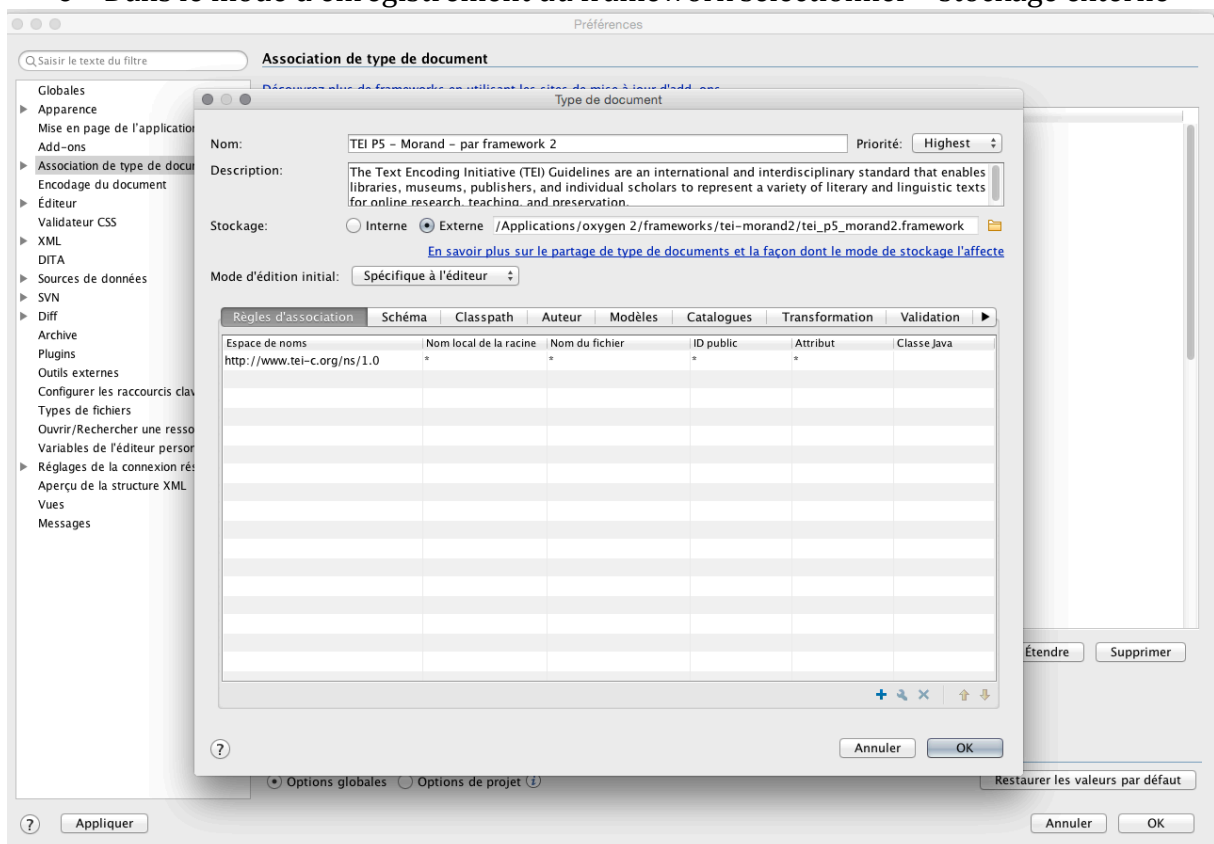 Préférences
Saisir le texte du filtre
Association de type de document
Globales
Apparence
Mise en page de l'application
Add-ons
Association de type de docu
Encodage du document
Éditeur
Validateur CSS
XML
DITA
Sources de données
SVN
Diff
Archive
Plugins
Outils externes
Configurer les raccourcis clav
Types de fichiers
Ouvrir/Rechercher une resso
Variables de l'éditeur person
Réglages de la connexion rés
Aperçu de la structure XML
Vues
Messages
Type de document
Nom: TEI P5 – Morand – par framework 2 Priorité: Highest
Description: The Text Encoding Initiative (TEI) Guidelines are an international and interdisciplinary standard that enables
libraries, museums, publishers, and individual scholars to represent a variety of literary and linguistic texts
for online research, teaching, and preservation.
Stockage: Interne Externe /Applications/oxygen 2/frameworks/tei-morand2/tei_p5_morand2.framework
En savoir plus sur le partage de type de documents et la façon dont le mode de stockage l'affecte
Mode d'édition initial: Spécifique à l'éditeur
Règles d'association Schéma Classpath Auteur Modèles Catalogues Transformation Validation
Espace de noms Nom local de la racine Nom du fichier ID public Attribut Classe Java
http://www.tei-c.org/ns/1.0 * * * *
? Annuler OK
Étendre Supprimer
Options globales Options de projet
Restaurer les valeurs par défaut
? Appliquer Annuler OK